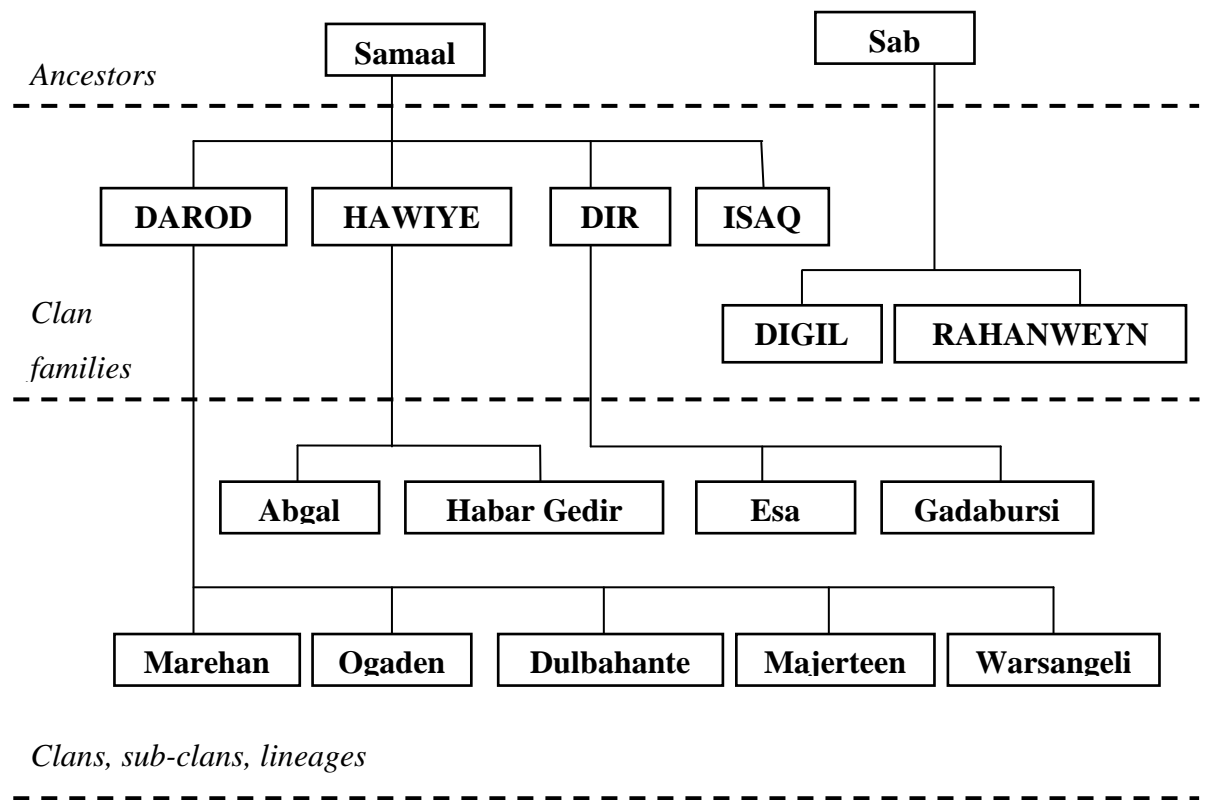 Samaal
Sab
Ancestors
DAROD
HAWIYE
DIR
ISAQ
Clan
families
DIGIL
RAHANWEYN
Abgal
Habar Gedir
Esa
Gadabursi
Marehan
Ogaden
Dulbahante
Majerteen
Warsangeli
Clans, sub-clans, lineages